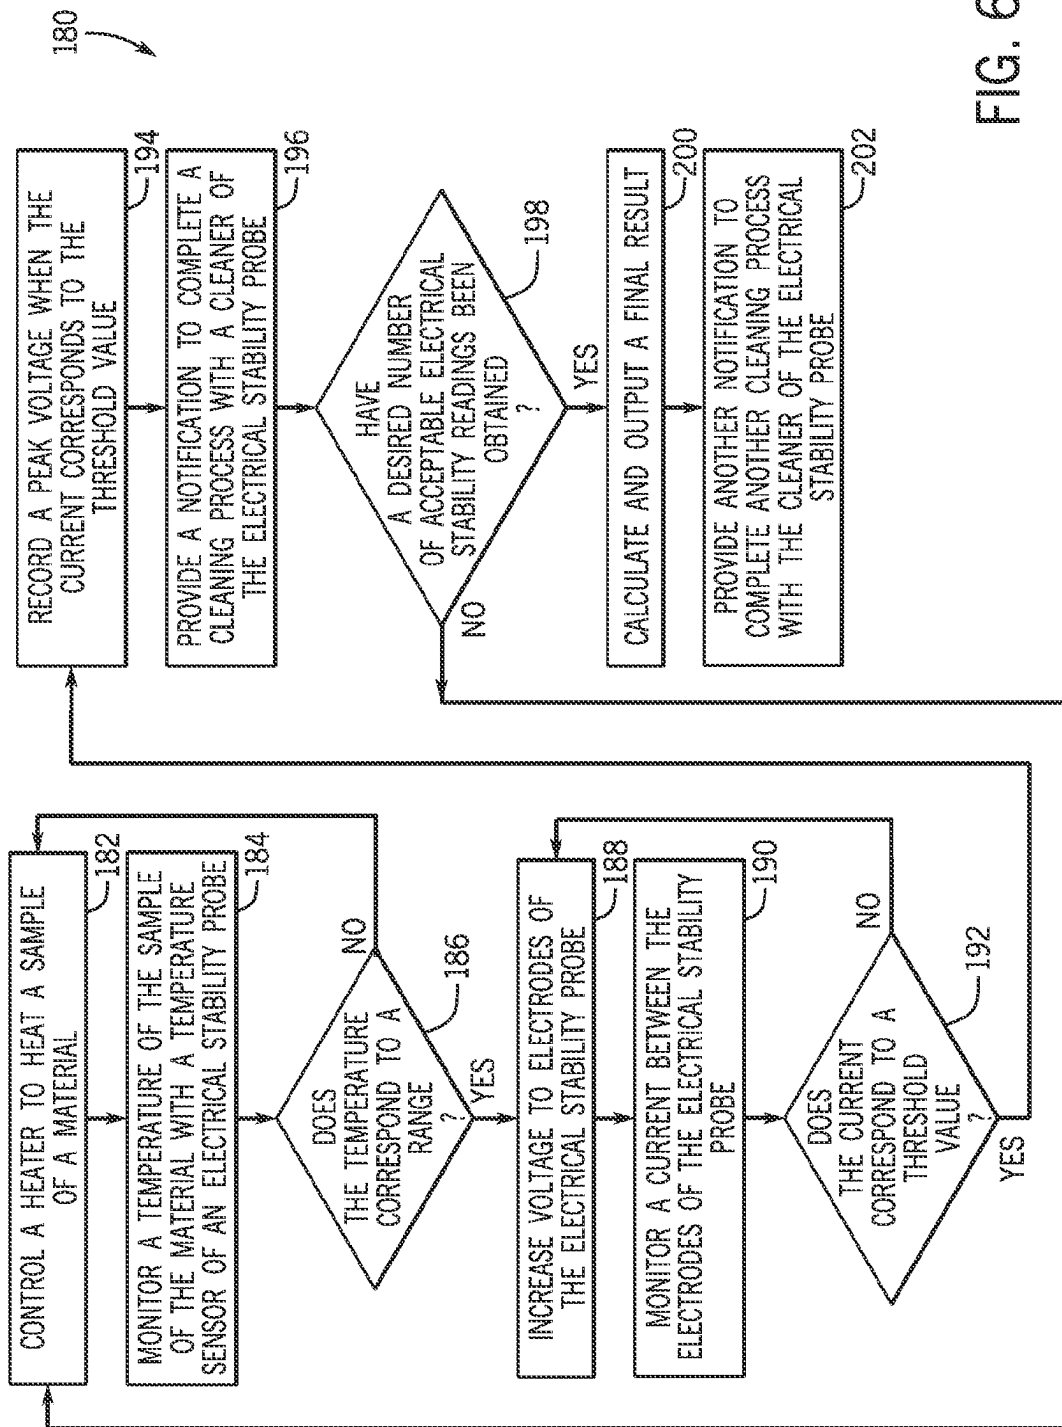 180
CONTROL A HEATER TO HEAT A SAMPLE
OF A MATERIAL
182
MONITOR A TEMPERATURE OF THE SAMPLE
OF THE MATERIAL WITH A TEMPERATURE
SENSOR OF AN ELECTRICAL STABILITY PROBE
184
DOES
THE TEMPERATURE
CORRESPOND TO A
RANGE
?
186
NO
YES
INCREASE VOLTAGE TO ELECTRODES OF
THE ELECTRICAL STABILITY PROBE
188
MONITOR A CURRENT BETWEEN THE
ELECTRODES OF THE ELECTRICAL STABILITY
PROBE
190
DOES
THE CURRENT
CORRESPOND TO A
THRESHOLD
VALUE
?
192
NO
YES
RECORD A PEAK VOLTAGE WHEN THE
CURRENT CORRESPONDS TO THE
THRESHOLD VALUE
194
PROVIDE A NOTIFICATION TO COMPLETE A
CLEANING PROCESS WITH A CLEANER OF
THE ELECTRICAL STABILITY PROBE
196
HAVE
A DESIRED NUMBER
OF ACCEPTABLE ELECTRICAL
STABILITY READINGS BEEN
OBTAINED
?
198
NO
YES
CALCULATE AND OUTPUT A FINAL RESULT
200
PROVIDE ANOTHER NOTIFICATION TO
COMPLETE ANOTHER CLEANING PROCESS
WITH THE CLEANER OF THE ELECTRICAL
STABILITY PROBE
202
FIG. 6